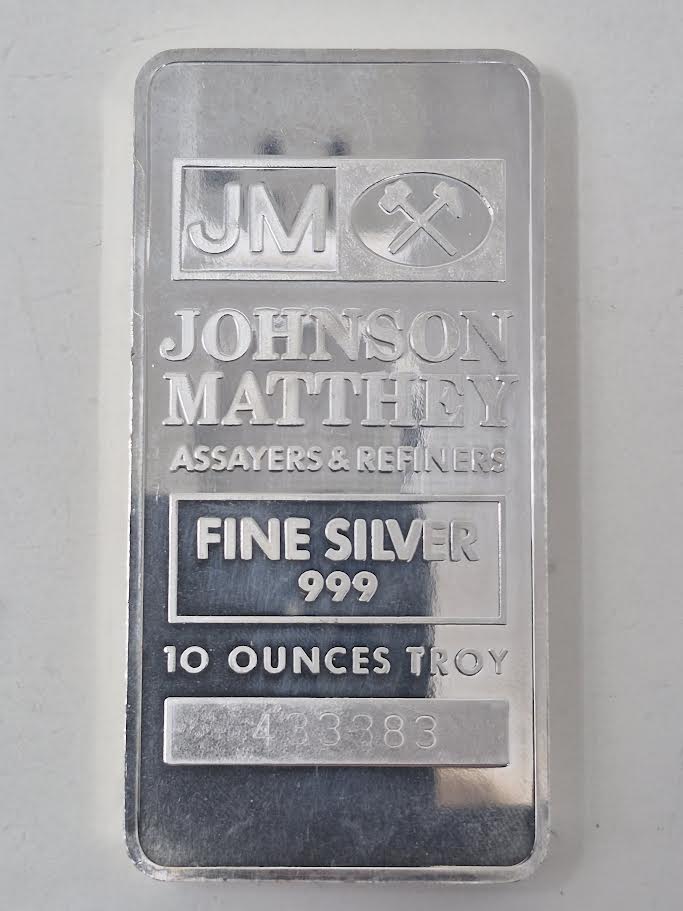 JM
JOHNSON
MATTHEY
ASSAYERS & REFINERS
FINE SILVER
999
10 OUNCES TROY
433383